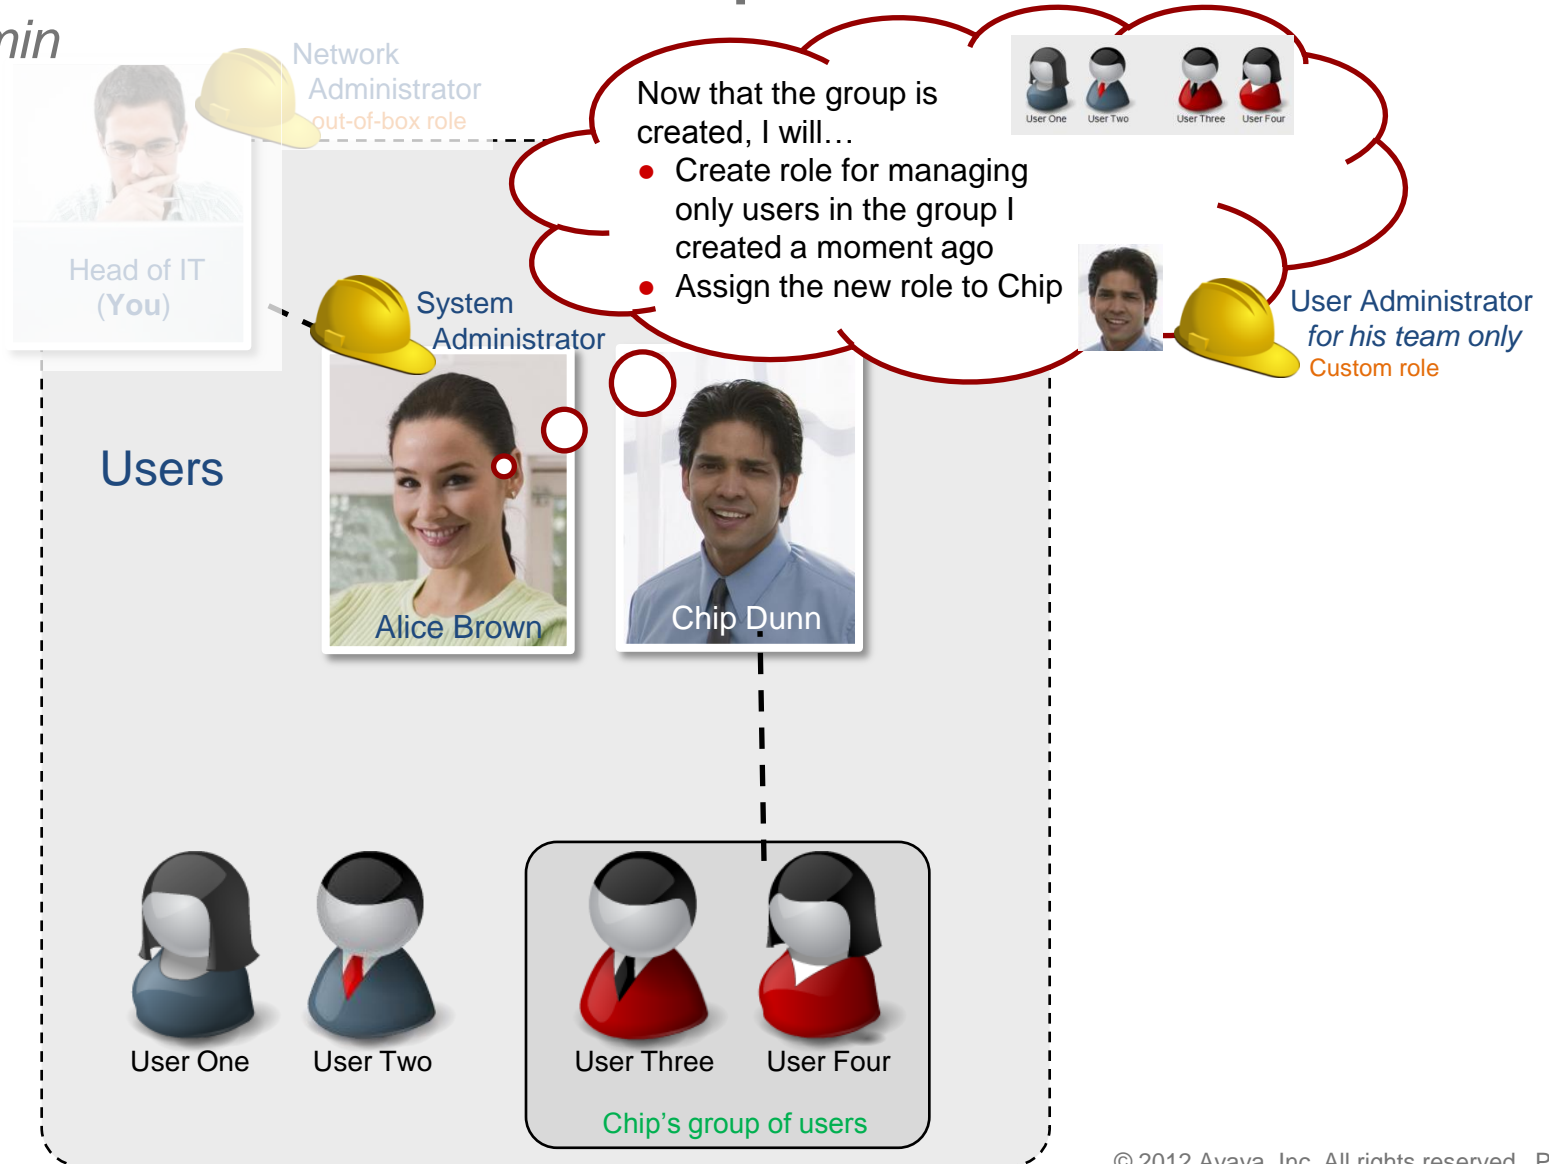 min
Network
Administrator
out-of-box role
Head of IT
(You)
Now that the group is
created, I will…
● Create role for managing
only users in the group I
created a moment ago
● Assign the new role to Chip
User One
User Two
User Three
User Four
System
Administrator
User Administrator
for his team only
Custom role
Users
Alice Brown
Chip Dunn
User One
User Two
User Three
User Four
Chip’s group of users
© 2012 Avaya, Inc. All rights reserved.